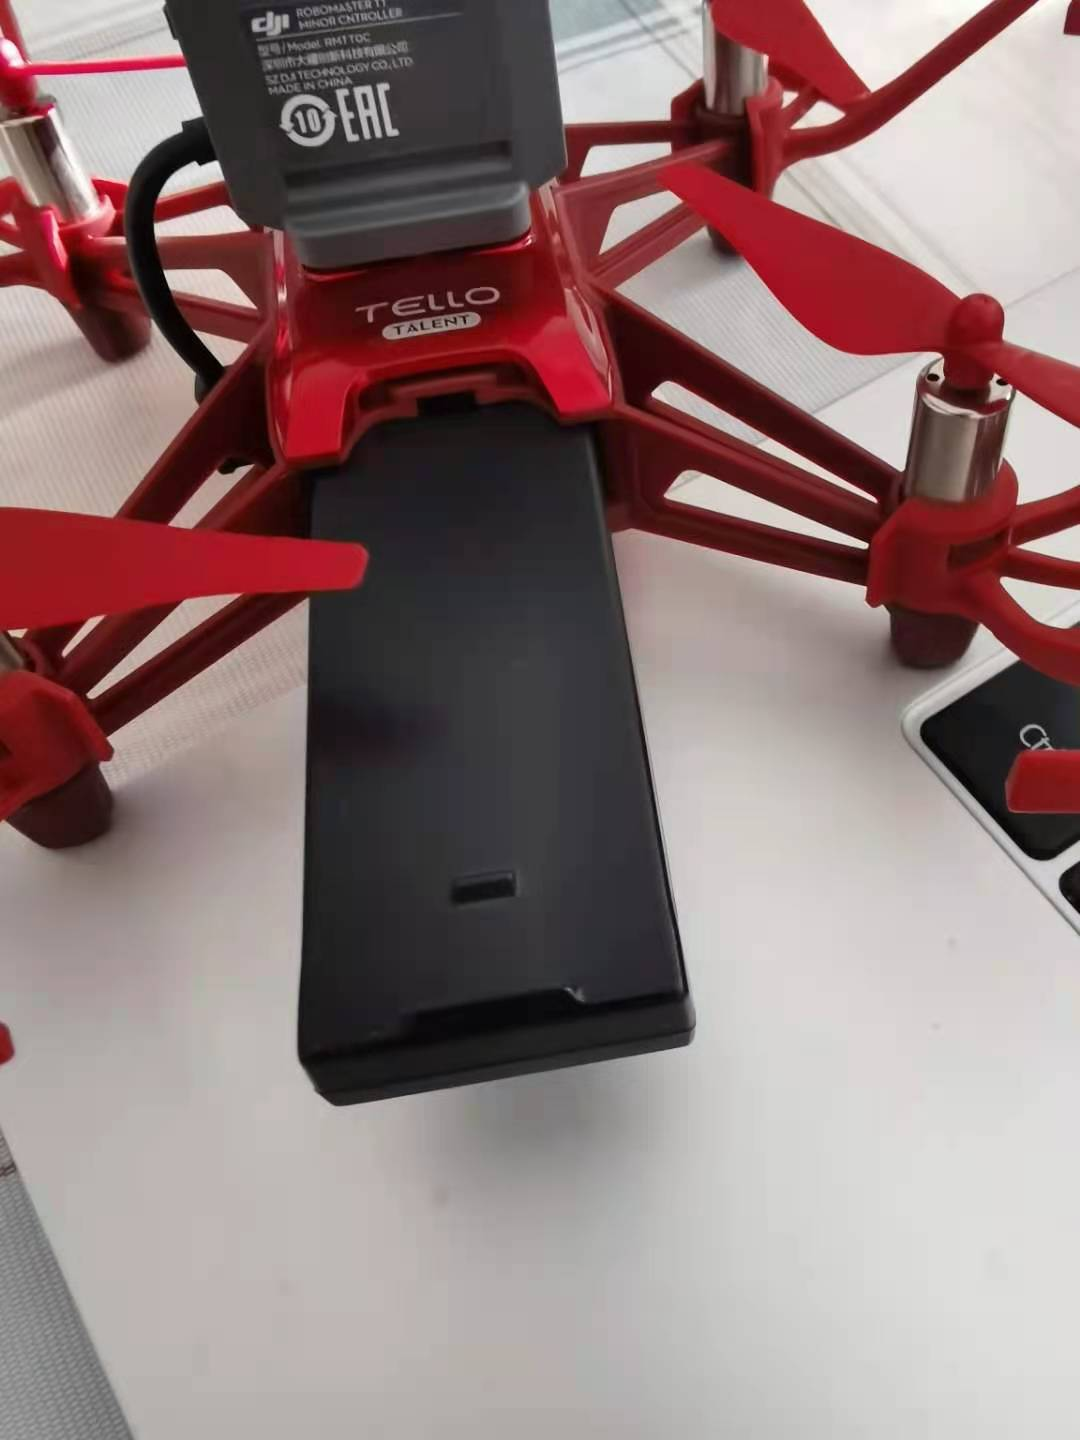 dji ROBOMASTER TT
MINOR CNTROLLER
型号/Model: RMTT0C
深圳市大疆创新科技有限公司
SZ DJI TECHNOLOGY CO., LTD
MADE IN CHINA
10 EAC
TELLO
TALENT